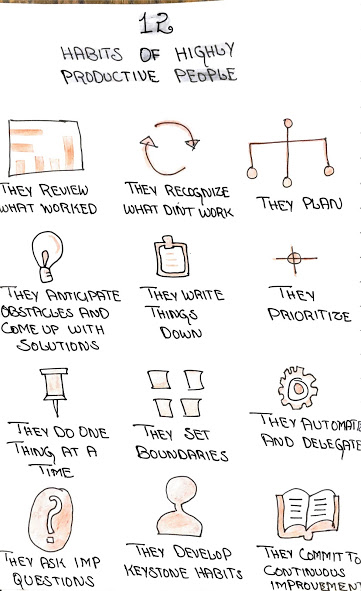 12
HABITS OF HIGHLY
PRODUCTIVE PEOPLE
THEY REVIEW
WHAT WORKED
THEY RECOGNIZE
WHAT DIN'T WORK
THEY PLAN
THEY ANTICIPATE
OBSTACLES AND
COME UP WITH
SOLUTIONS
THEY WRITE
THINGS
DOWN
THEY
PRIORITIZE
THEY DO ONE
THING AT A
TIME
THEY SET
BOUNDARIES
THEY AUTOMATE
AND DELEGATE
THEY ASK IMP
QUESTIONS
THEY DEVELOP
KEYSTONE HABITS
THEY COMMIT TO
CONTINUOUS
IMPROVEMENT